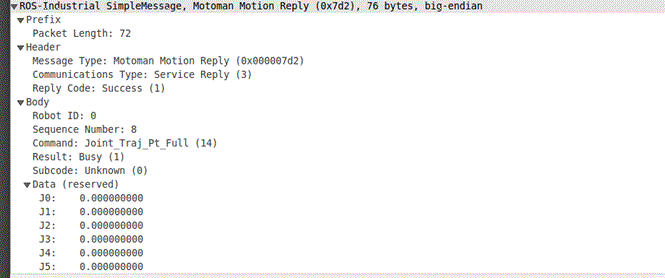 ROS-Industrial SimpleMessage, Motoman Motion Reply (0x7d2), 76 bytes, big-endian
Prefix
Packet Length: 72
Header
Message Type: Motoman Motion Reply (0x000007d2)
Communications Type: Service Reply (3)
Reply Code: Success (1)
Body
Robot ID: 0
Sequence Number: 8
Command: Joint_Traj_Pt_Full (14)
Result: Busy (1)
Subcode: Unknown (0)
Data (reserved)
J0: 0.000000000
J1: 0.000000000
J2: 0.000000000
J3: 0.000000000
J4: 0.000000000
J5: 0.000000000